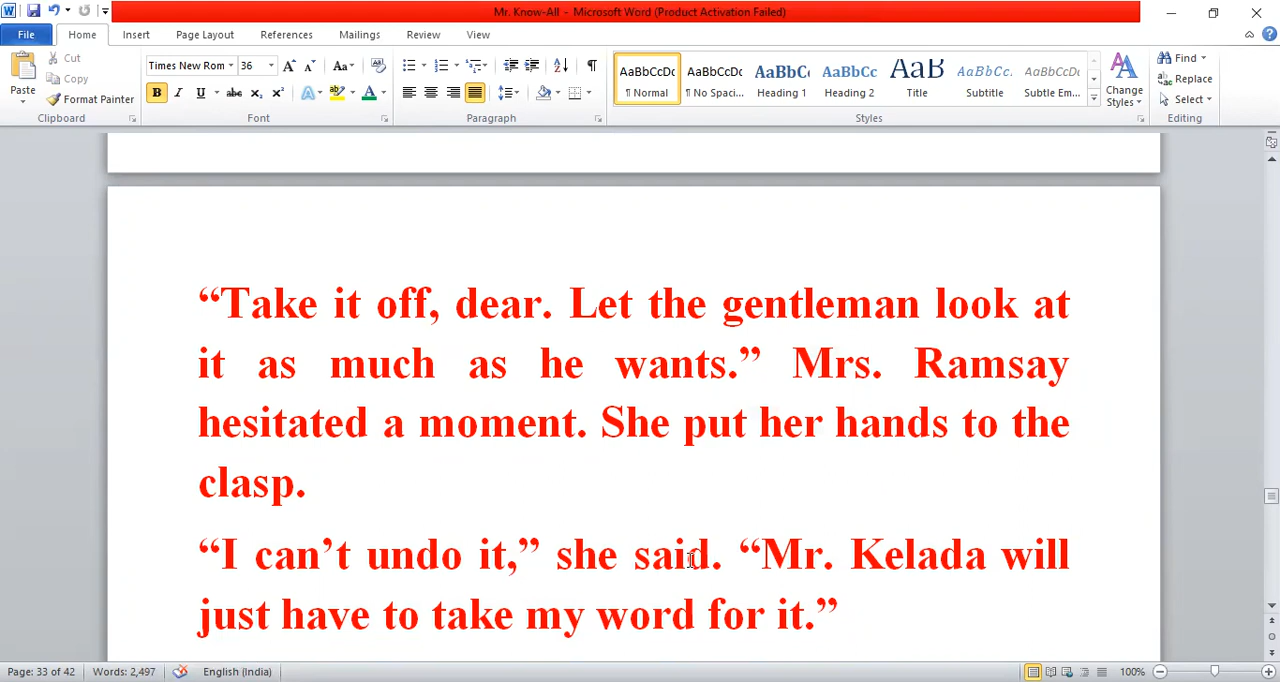 Mr. Know-All - Microsoft Word (Product Activation Failed)
File Home Insert Page Layout References Mailings Review View
Cut
Copy
Format Painter
Paste
Clipboard
Times New Rom 36
Font
Paragraph
AaBbCcDc AaBbCcDc AaBbC AaBbCc AaB AaBbCc. AaBbCcDc
¶ Normal ¶ No Spaci... Heading 1 Heading 2 Title Subtitle Subtle Em...
Change Styles
Styles
Find
Replace
Select
Editing
“Take it off, dear. Let the gentleman look at
it as much as he wants.” Mrs. Ramsay
hesitated a moment. She put her hands to the
clasp.
“I can’t undo it,” she said. “Mr. Kelada will
just have to take my word for it.”
Page: 33 of 42 Words: 2,497 English (India) 100%